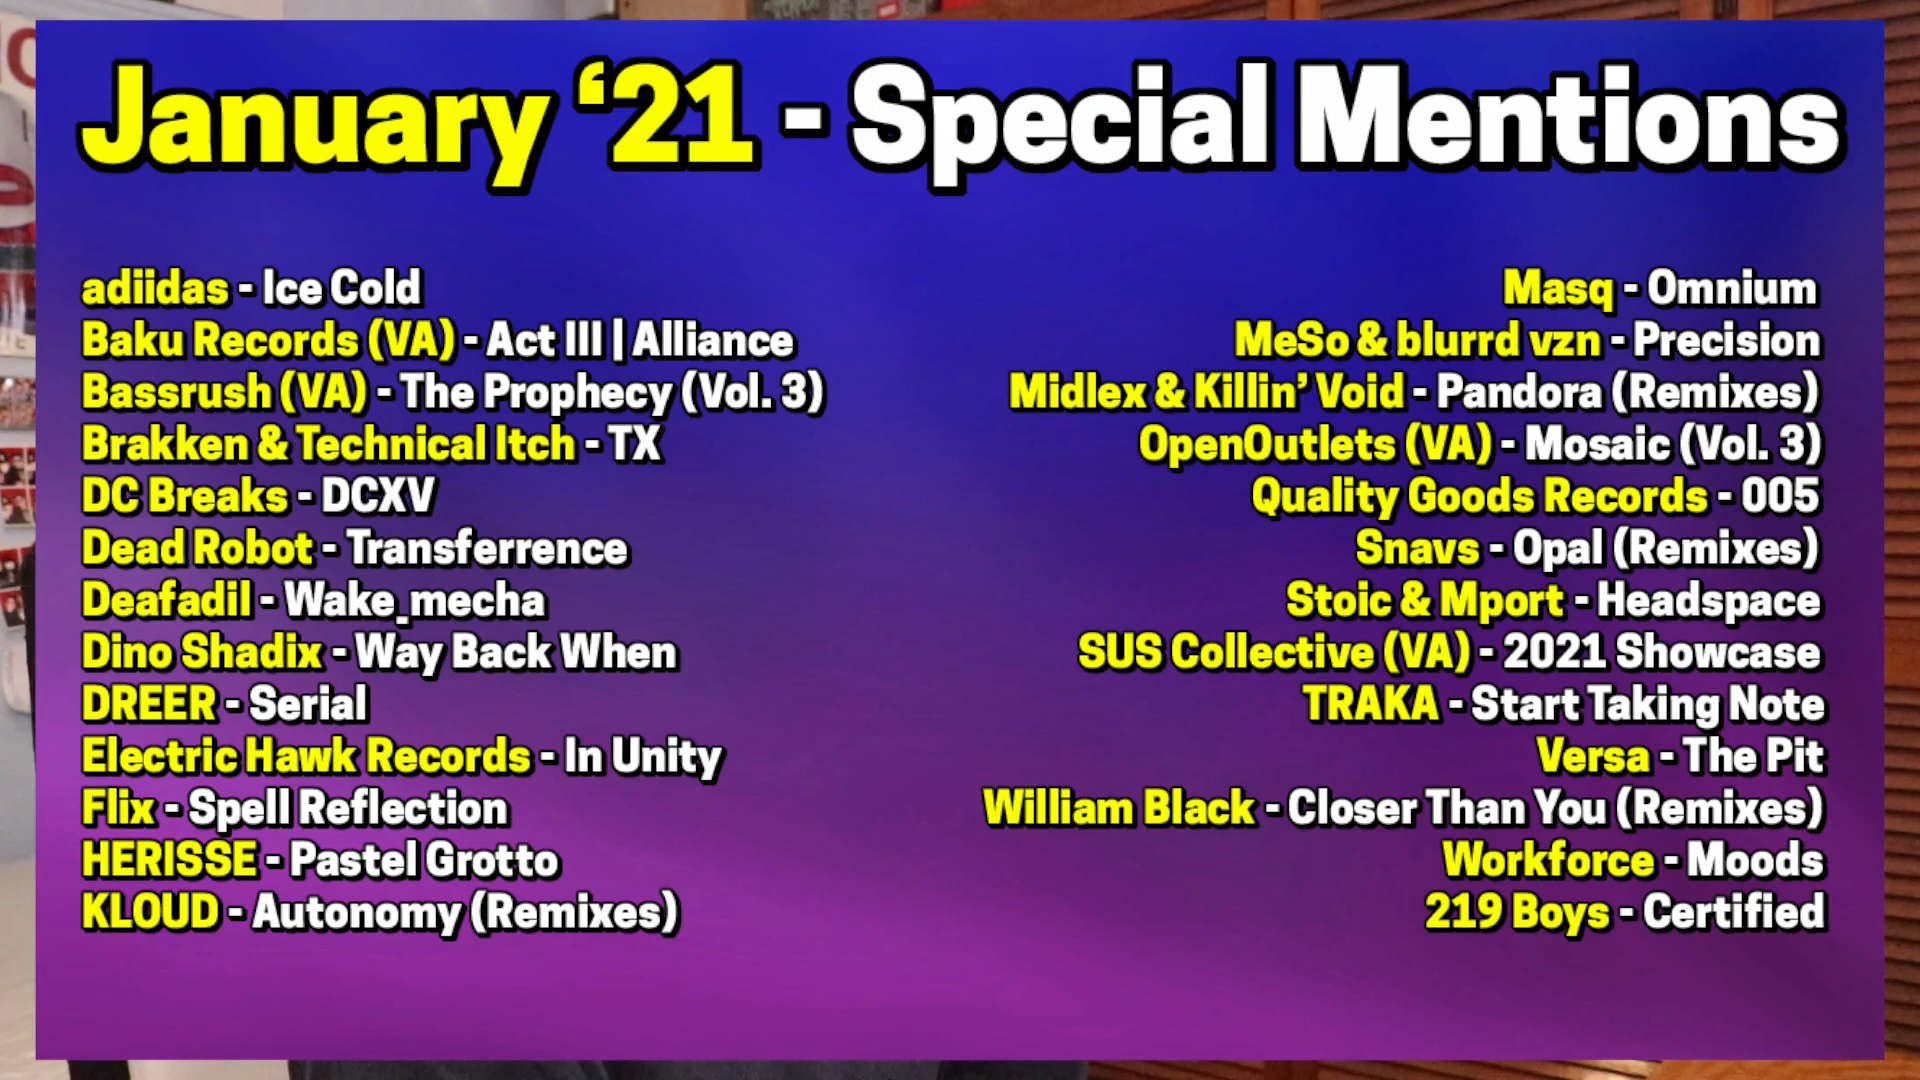 January ‘21 - Special Mentions
adiidas - Ice Cold
Baku Records (VA) - Act III | Alliance
Bassrush (VA) - The Prophecy (Vol. 3)
Brakken & Technical Itch - TX
DC Breaks - DCXV
Dead Robot - Transferrence
Deafadil - Wake_mecha
Dino Shadix - Way Back When
DREER - Serial
Electric Hawk Records - In Unity
Flix - Spell Reflection
HERISSE - Pastel Grotto
KLOUD - Autonomy (Remixes)
Masq - Omnium
MeSo & blurrd vzn - Precision
Midlex & Killin’ Void - Pandora (Remixes)
OpenOutlets (VA) - Mosaic (Vol. 3)
Quality Goods Records - 005
Snavs - Opal (Remixes)
Stoic & Mport - Headspace
SUS Collective (VA) - 2021 Showcase
TRAKA - Start Taking Note
Versa - The Pit
William Black - Closer Than You (Remixes)
Workforce - Moods
219 Boys - Certified